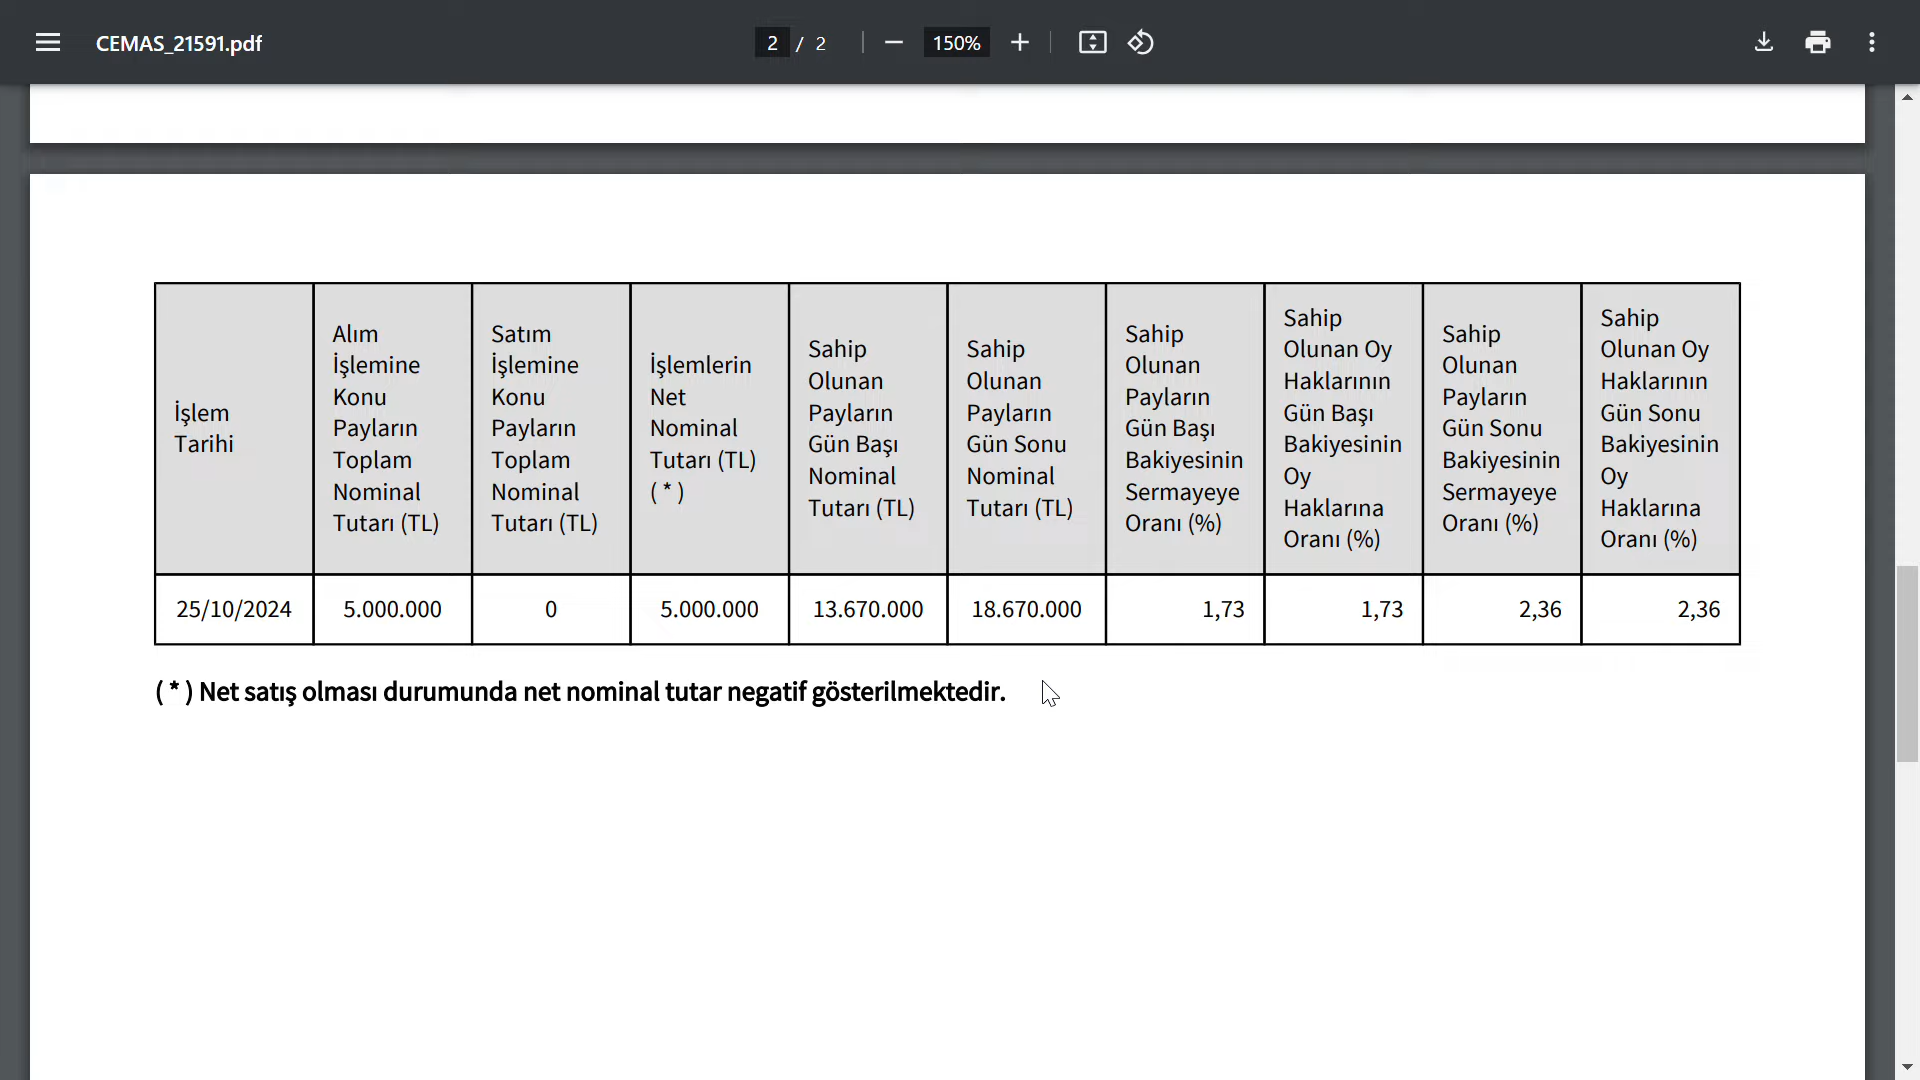 CEMAS_21591.pdf
2 / 2
150%
İşlem
Tarihi
Alım
İşlemine
Konu
Payların
Toplam
Nominal
Tutarı (TL)
Satım
İşlemine
Konu
Payların
Toplam
Nominal
Tutarı (TL)
İşlemlerin
Net
Nominal
Tutarı (TL)
( * )
Sahip
Olunan
Payların
Gün Başı
Nominal
Tutarı (TL)
Sahip
Olunan
Payların
Gün Sonu
Nominal
Tutarı (TL)
Sahip
Olunan
Payların
Gün Başı
Bakiyesinin
Sermayeye
Oranı (%)
Sahip
Olunan Oy
Haklarının
Gün Başı
Bakiyesinin
Oy
Haklarına
Oranı (%)
Sahip
Olunan
Payların
Gün Sonu
Bakiyesinin
Sermayeye
Oranı (%)
Sahip
Olunan Oy
Haklarının
Gün Sonu
Bakiyesinin
Oy
Haklarına
Oranı (%)
25/10/2024 5.000.000 0 5.000.000 13.670.000 18.670.000 1,73 1,73 2,36 2,36
( * ) Net satış olması durumunda net nominal tutar negatif gösterilmektedir.